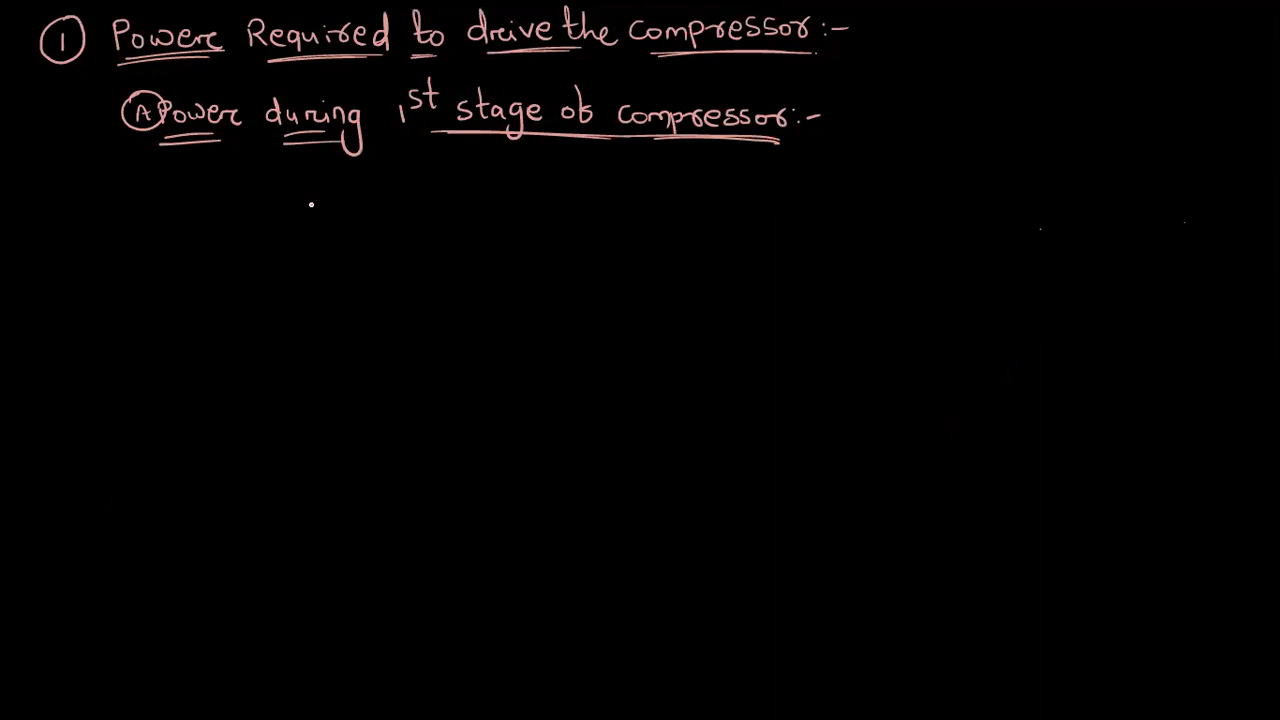 ① Power Required to drive the compressor:-
Ⓐ Power during 1st stage of compressor:-